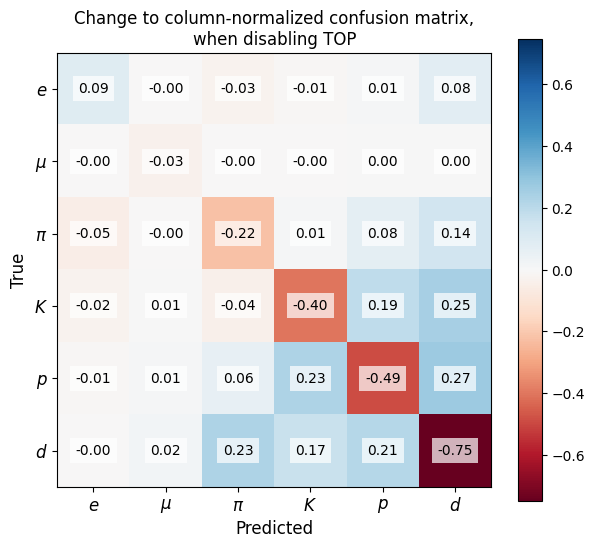 Change to column-normalized confusion matrix,
when disabling TOP
e 0.09 -0.00 -0.03 -0.01 0.01 0.08
μ -0.00 -0.03 -0.00 -0.00 0.00 0.00
π -0.05 -0.00 -0.22 0.01 0.08 0.14
K -0.02 0.01 -0.04 -0.40 0.19 0.25
p -0.01 0.01 0.06 0.23 -0.49 0.27
d -0.00 0.02 0.23 0.17 0.21 -0.75
e μ π K p d
Predicted
True
0.6
0.4
0.2
0.0
−0.2
−0.4
−0.6